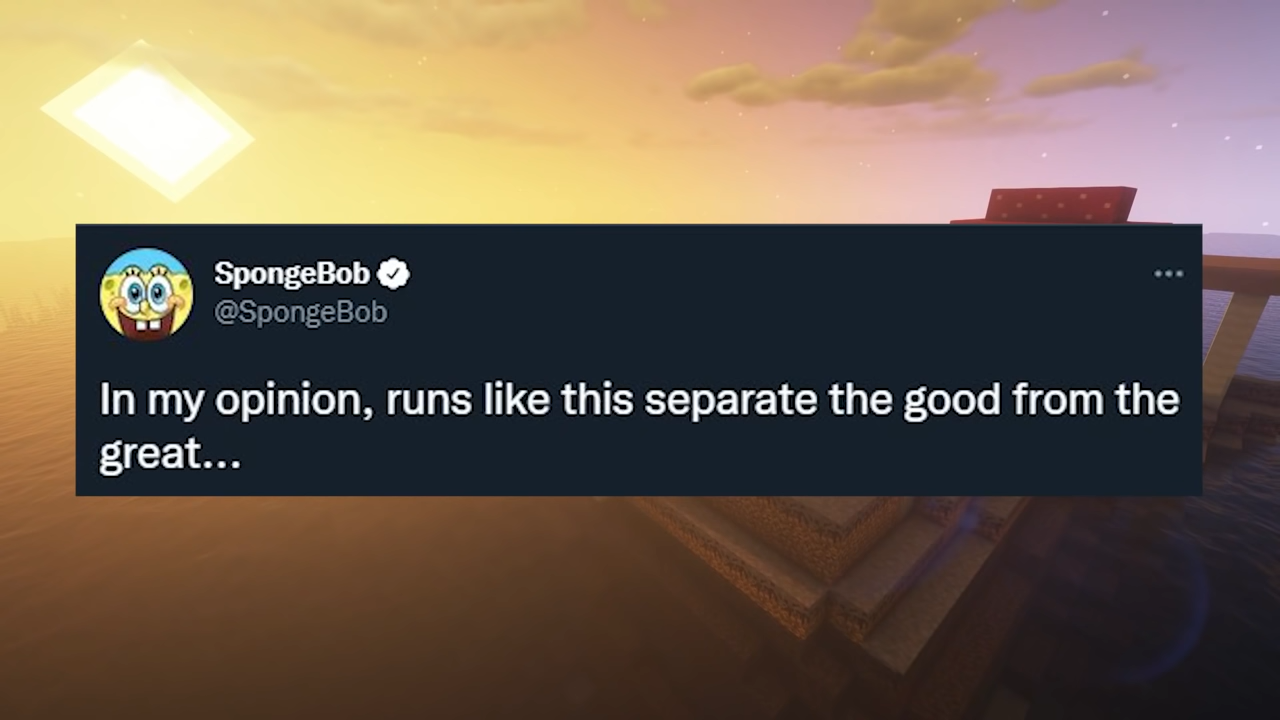 SpongeBob
@SpongeBob
In my opinion, runs like this separate the good from the
great...